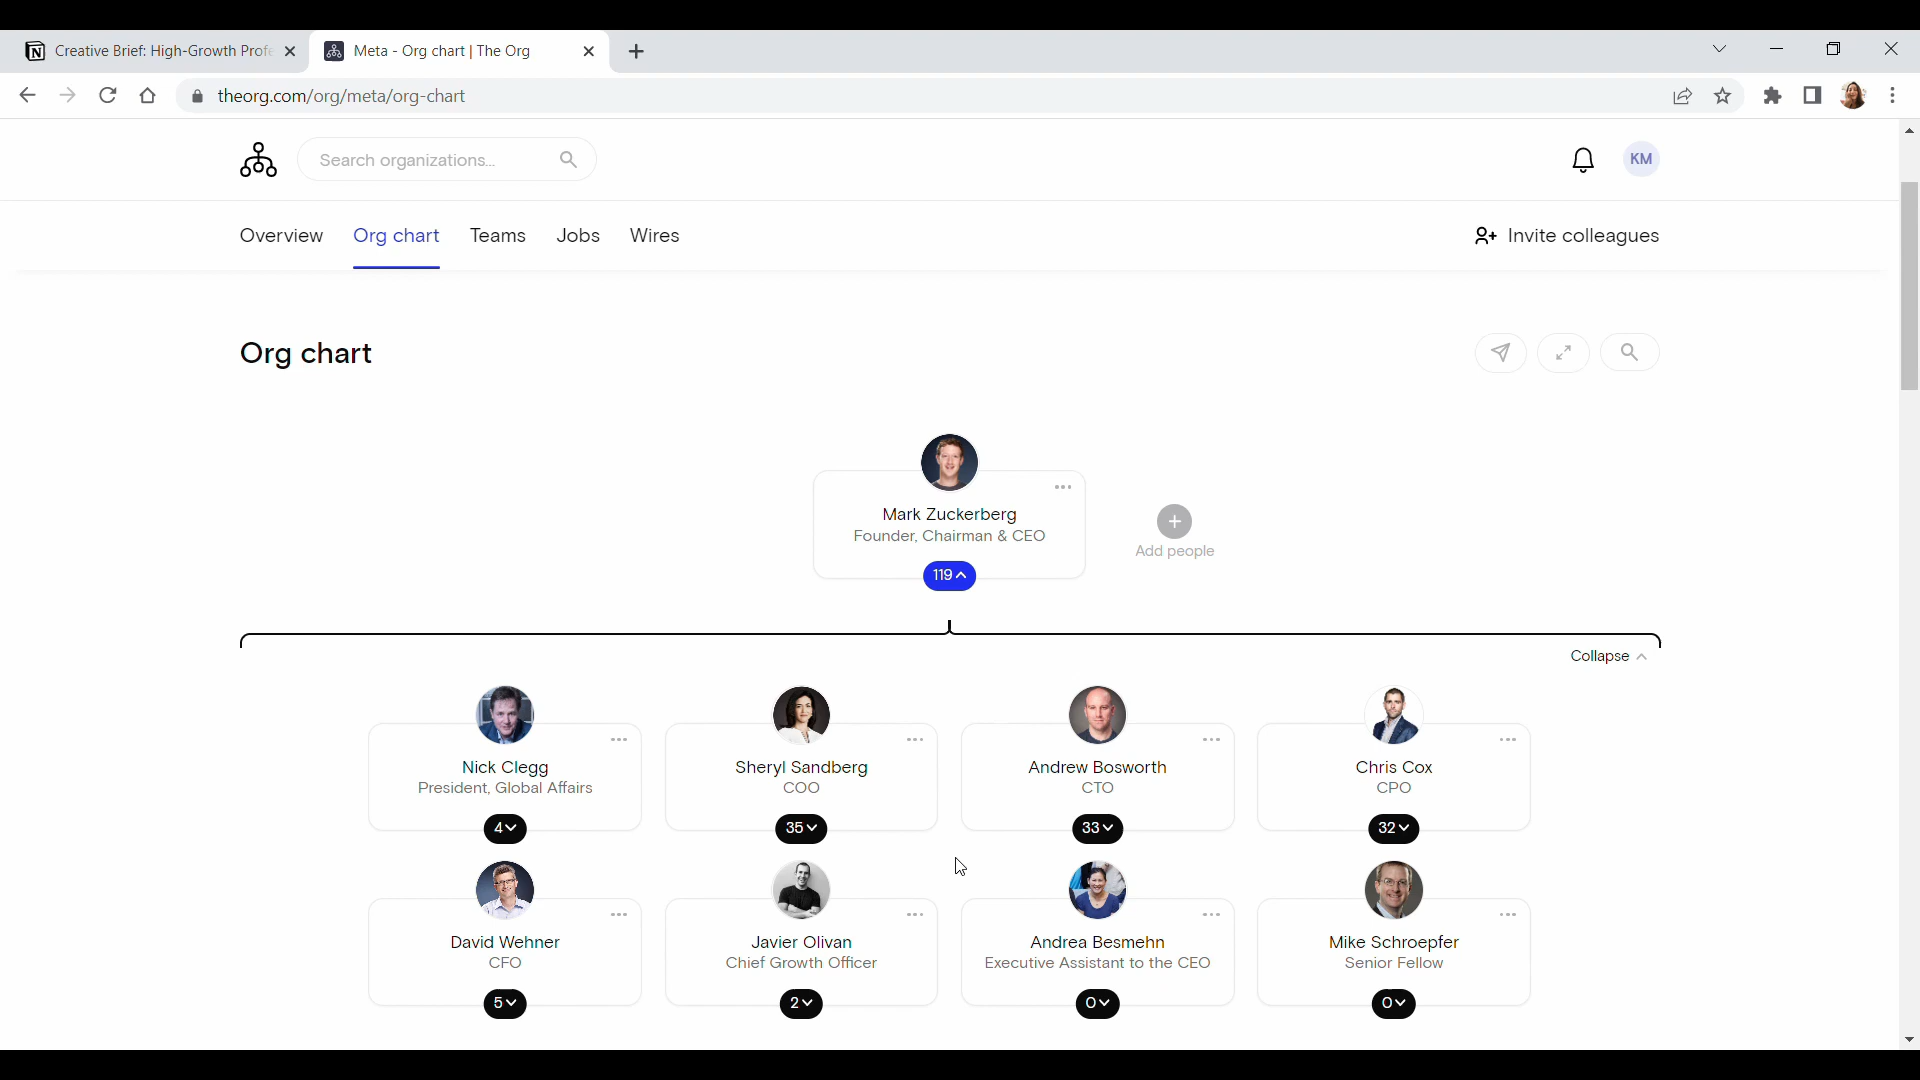 Creative Brief: High-Growth Profe
Meta - Org chart | The Org
theorg.com/org/meta/org-chart
Search organizations...
KM
Overview
Org chart
Teams
Jobs
Wires
Invite colleagues
Org chart
Mark Zuckerberg
Founder, Chairman & CEO
119
Add people
Collapse
Nick Clegg
President, Global Affairs
4
Sheryl Sandberg
COO
35
Andrew Bosworth
CTO
33
Chris Cox
CPO
32
David Wehner
CFO
5
Javier Olivan
Chief Growth Officer
2
Andrea Besmehn
Executive Assistant to the CEO
0
Mike Schroepfer
Senior Fellow
0